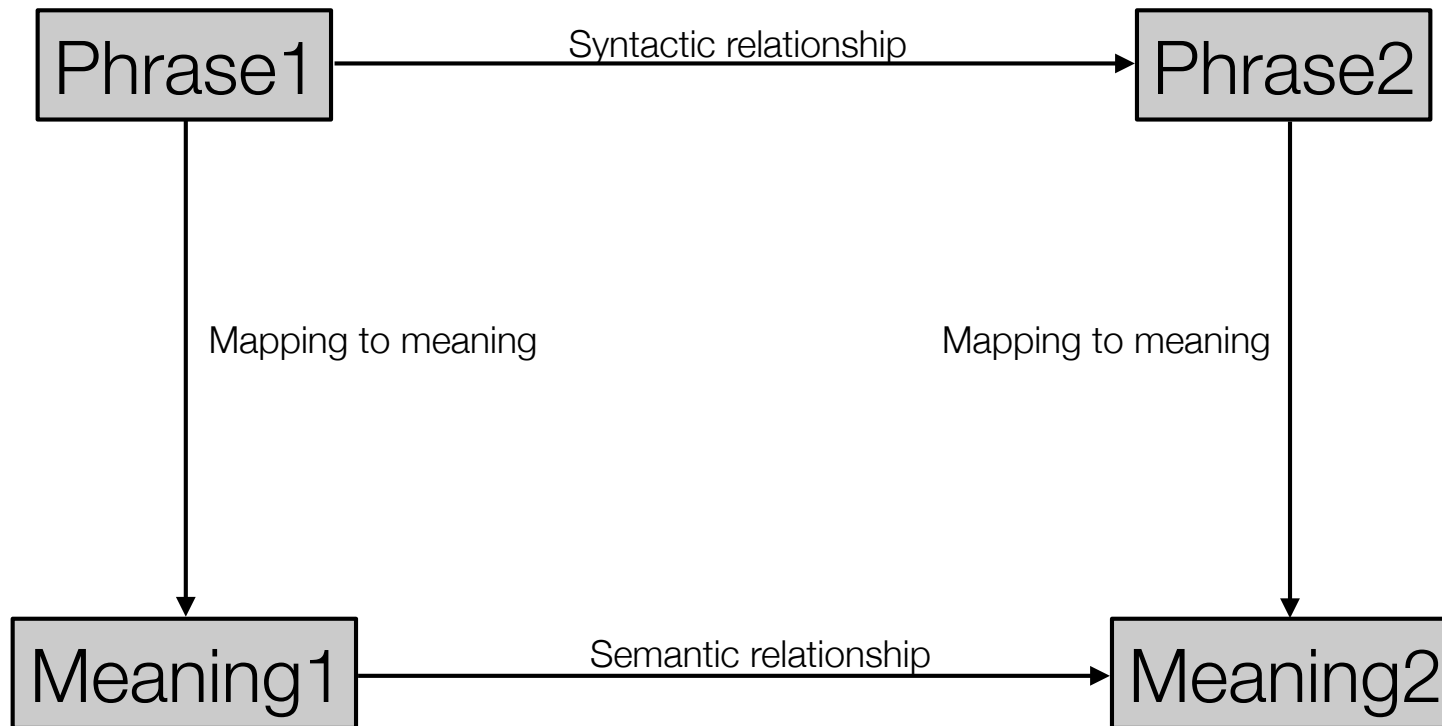 Phrase1
Syntactic relationship
Phrase2
Mapping to meaning
Mapping to meaning
Meaning1
Semantic relationship
Meaning2